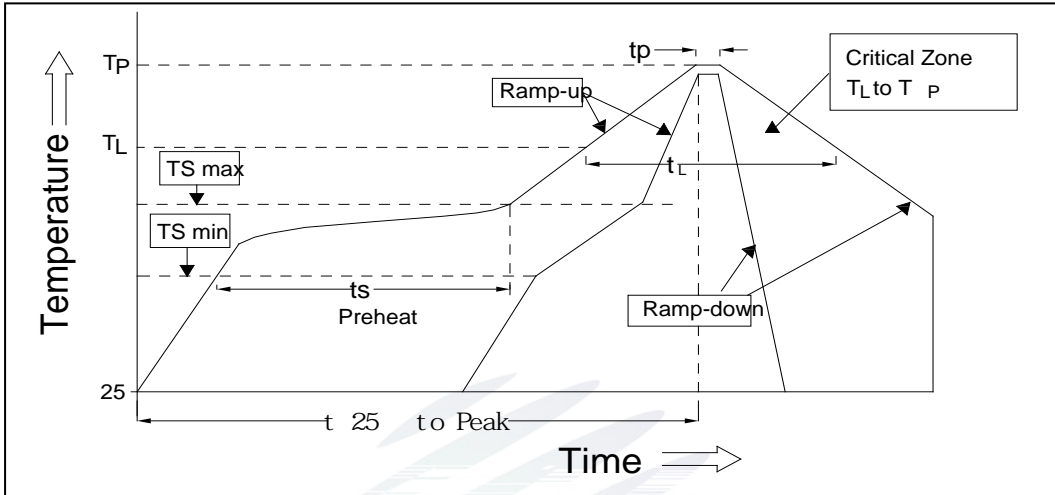 tp
TP
Critical Zone
TL to T P
Ramp-up
TL
tL
TS max
TS min
ts
Preheat
Ramp-down
25
t 25 to Peak
Time
Temperature